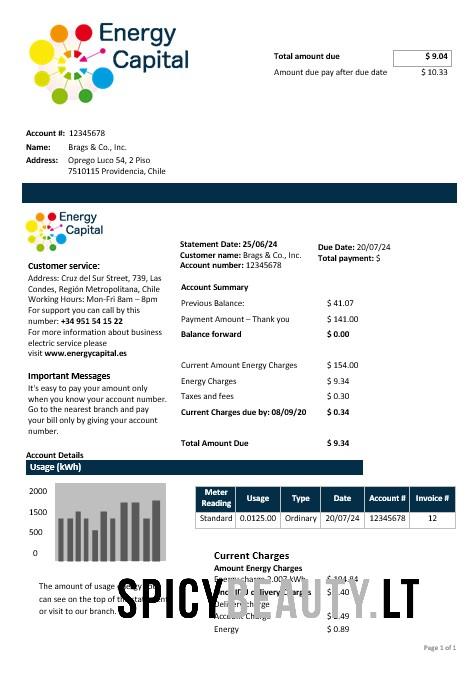 Energy
Capital
Total amount due $ 9.04
Amount due pay after due date $ 10.33
Account #: 12345678
Name: Brags & Co., Inc.
Address: Oprego Luco 54, 2 Piso
7510115 Providencia, Chile
Energy
Capital
Statement Date: 25/06/24
Customer name: Brags & Co., Inc.
Account number: 12345678
Due Date: 20/07/24
Total payment: $
Customer service:
Address: Cruz del Sur Street, 739, Las
Condes, Región Metropolitana, Chile
Working Hours: Mon-Fri 8am – 8pm
For support you can call by this
number: +34 951 54 15 22
For more information about business
electric service please
visit www.energycapital.es
Important Messages
It's easy to pay your amount only
when you know your account number.
Go to the nearest branch and pay
your bill only by giving your account
number.
Account Summary
Previous Balance: $ 41.07
Payment Amount – Thank you $ 141.00
Balance forward $ 0.00
Current Amount Energy Charges $ 154.00
Energy Charges $ 9.34
Taxes and fees $ 0.30
Current Charges due by: 08/09/20 $ 0.34
Total Amount Due $ 9.34
Account Details
Usage (kWh)
2000
1500
500
0
Meter Reading Usage Type Date Account # Invoice #
Standard 0.0125.00 Ordinary 20/07/24 12345678 12
Current Charges
Amount Energy Charges
Energy charge 2,007 kWh
delivery Charges
Delivery charge
Account Charge
Energy $ 0.89
The amount of usage
can see on the top of
or visit to our branch.
SPICYBEAUTY.LT
Page 1 of 1